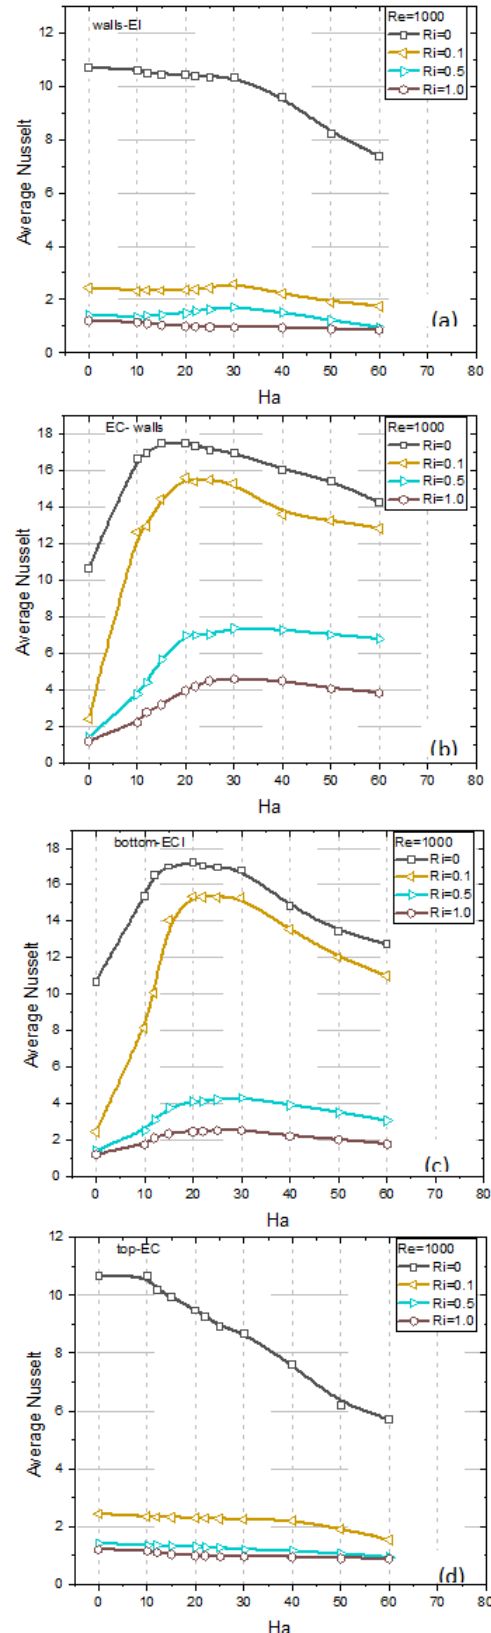 walls-EI
Re=1000
Ri=0
Ri=0.1
Ri=0.5
Ri=1.0
12
10
8
6
4
2
0
Average Nusselt
(a)
0 10 20 30 40 50 60 70 80
Ha
EC- walls
Re=1000
Ri=0
Ri=0.1
Ri=0.5
Ri=1.0
18
16
14
12
10
8
6
4
2
0
Average Nusselt
(b)
0 10 20 30 40 50 60 70 80
Ha
bottom-ECI
Re=1000
Ri=0
Ri=0.1
Ri=0.5
Ri=1.0
18
16
14
12
10
8
6
4
2
0
Average Nusselt
(c)
0 10 20 30 40 50 60 70 80
Ha
top-EC
Re=1000
Ri=0
Ri=0.1
Ri=0.5
Ri=1.0
12
10
8
6
4
2
0
Average Nusselt
(d)
0 10 20 30 40 50 60 70 80
Ha